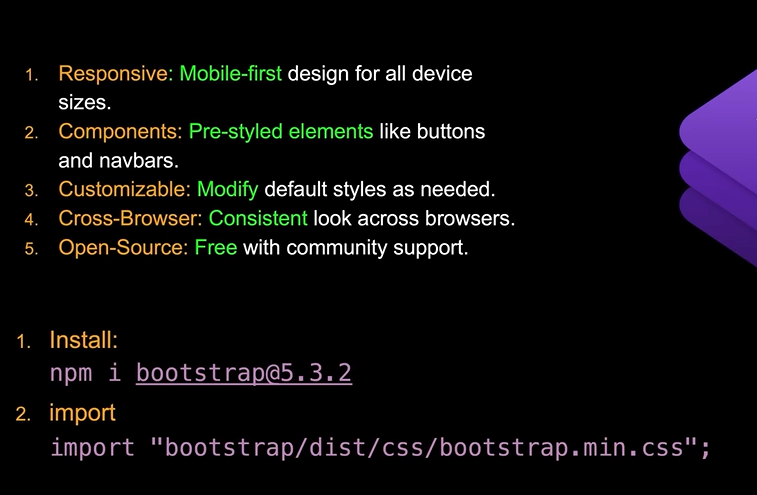 1. Responsive: Mobile-first design for all device
sizes.
2. Components: Pre-styled elements like buttons
and navbars.
3. Customizable: Modify default styles as needed.
4. Cross-Browser: Consistent look across browsers.
5. Open-Source: Free with community support.
1. Install:
npm i bootstrap@5.3.2
2. import
import "bootstrap/dist/css/bootstrap.min.css";